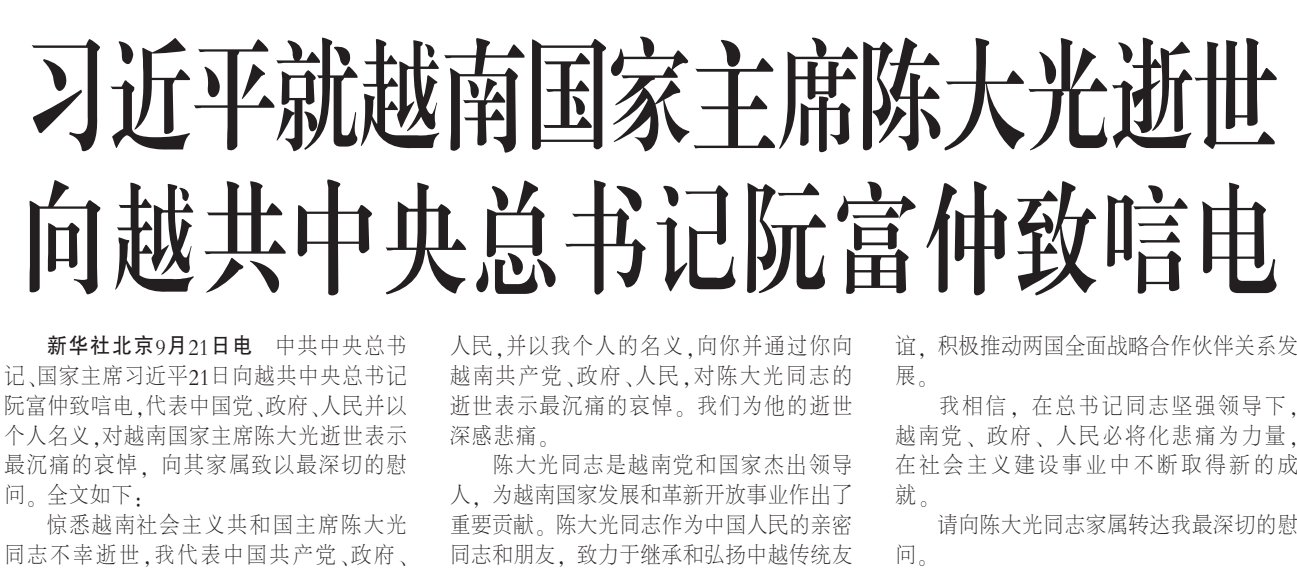 习近平就越南国家主席陈大光逝世
向越共中央总书记阮富仲致唁电
新华社北京9月21日电　中共中央总书
记、国家主席习近平21日向越共中央总书记
阮富仲致唁电,代表中国党、政府、人民并以
个人名义,对越南国家主席陈大光逝世表示
最沉痛的哀悼，向其家属致以最深切的慰
问。全文如下：
惊悉越南社会主义共和国主席陈大光
同志不幸逝世,我代表中国共产党、政府、
人民,并以我个人的名义,向你并通过你向
越南共产党、政府、人民,对陈大光同志的
逝世表示最沉痛的哀悼。我们为他的逝世
深感悲痛。
陈大光同志是越南党和国家杰出领导
人，为越南国家发展和革新开放事业作出了
重要贡献。陈大光同志作为中国人民的亲密
同志和朋友，致力于继承和弘扬中越传统友
谊，积极推动两国全面战略合作伙伴关系发
展。
我相信，在总书记同志坚强领导下，
越南党、政府、人民必将化悲痛为力量，
在社会主义建设事业中不断取得新的成
就。
请向陈大光同志家属转达我最深切的慰
问。